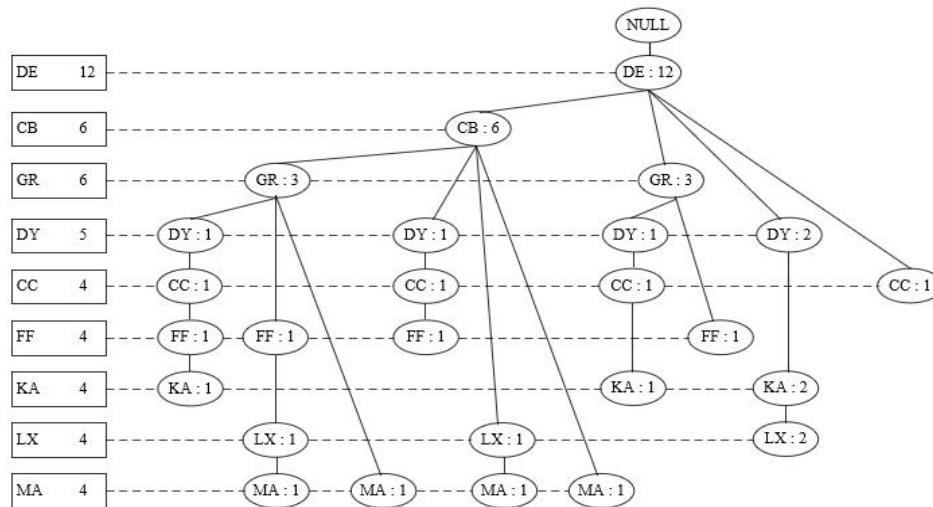 NULL
DE 12 DE : 12
CB 6 CB : 6
GR 6 GR : 3 GR : 3
DY 5 DY : 1 DY : 1 DY : 1 DY : 2
CC 4 CC : 1 CC : 1 CC : 1 CC : 1
FF 4 FF : 1 FF : 1 FF : 1 FF : 1
KA 4 KA : 1 KA : 1 KA : 2
LX 4 LX : 1 LX : 1 LX : 2
MA 4 MA : 1 MA : 1 MA : 1 MA : 1